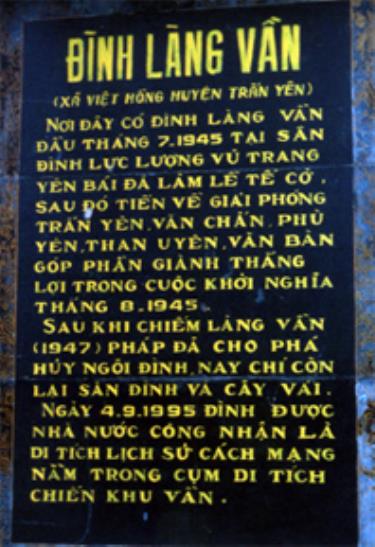 ĐÌNH LÀNG VẦN
(XÃ VIỆT HỒNG HUYỆN TRẤN YÊN)
NƠI ĐÂY CÓ ĐÌNH LÀNG VẦN
ĐẦU THÁNG 7.1945 TẠI SÂN
ĐÌNH LỰC LƯỢNG VŨ TRANG
YÊN BÁI ĐÃ LÀM LỄ TẾ CỜ.
SAU ĐÓ TIẾN VỀ GIẢI PHÓNG
TRẤN YÊN, VĂN CHẤN, PHÙ
YÊN, THAN UYÊN, VĂN BÀN
GÓP PHẦN GIÀNH THẮNG
LỢI TRONG CUỘC KHỞI NGHĨA
THÁNG 8.1945
SAU KHI CHIẾM LÀNG VẦN
(1947) PHÁP ĐÃ CHO PHÁ
HỦY NGÔI ĐÌNH, NAY CHỈ CÒN
LẠI SÂN ĐÌNH VÀ CÂY VẢI.
NGÀY 4.9.1995 ĐÌNH ĐƯỢC
NHÀ NƯỚC CÔNG NHẬN LÀ
DI TÍCH LỊCH SỬ CÁCH MẠNG
NẰM TRONG CỤM DI TÍCH
CHIẾN KHU VẦN.